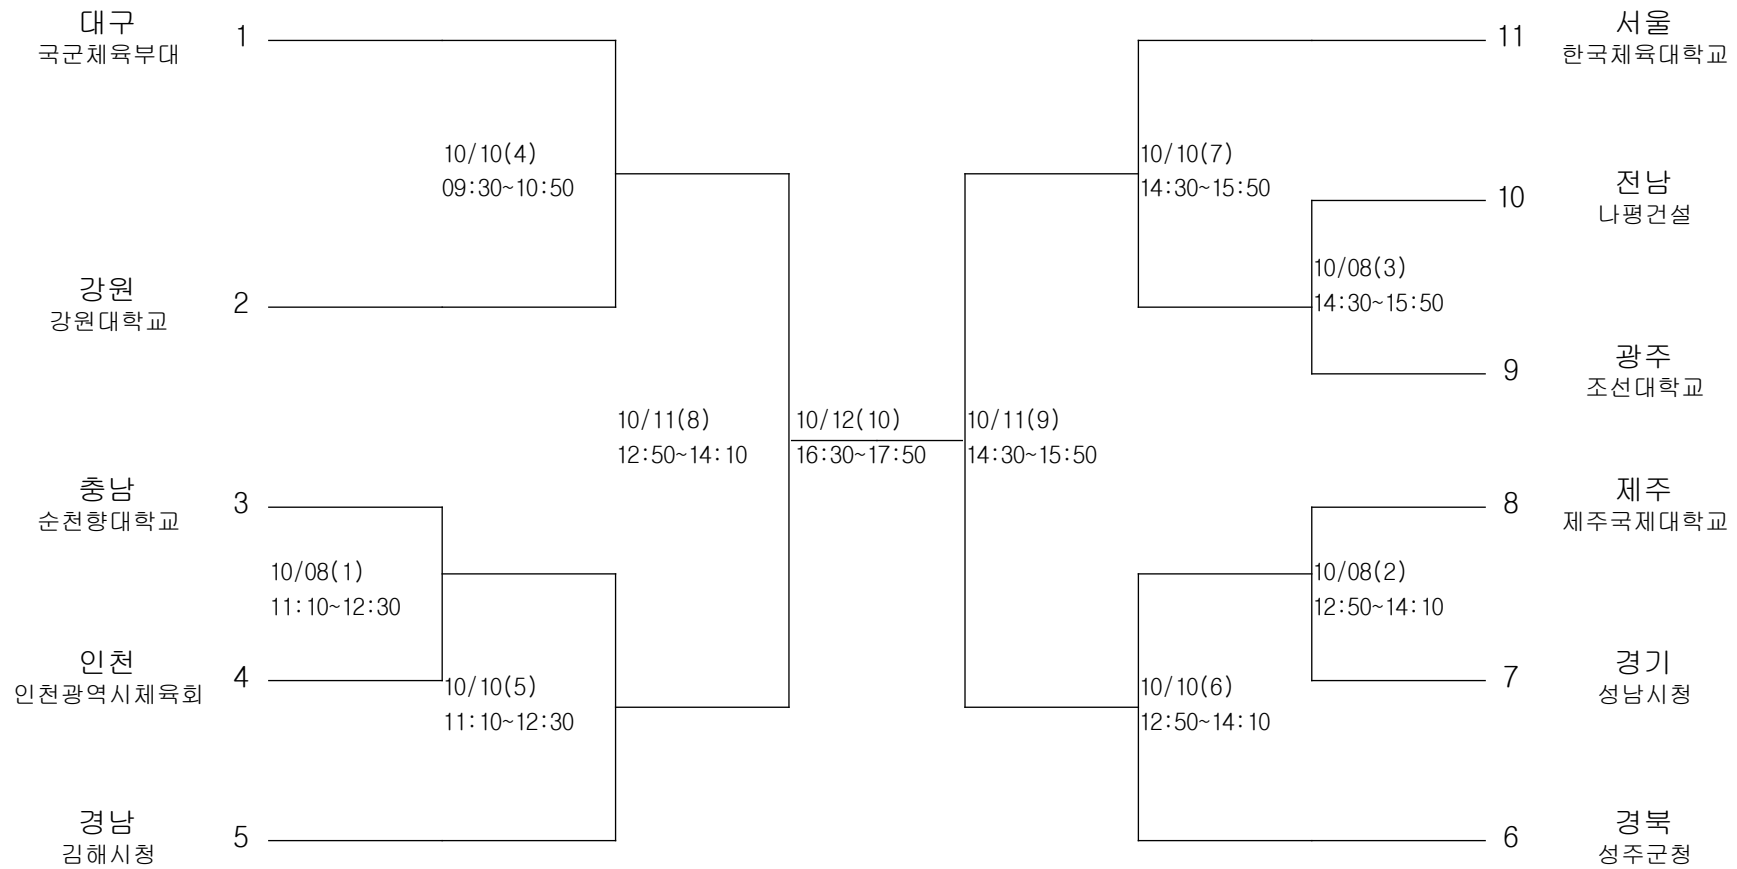 대구
국군체육부대
1
10/10(4)
09:30~10:50
강원
강원대학교
2
10/11(8)
12:50~14:10
충남
순천향대학교
3
10/08(1)
11:10~12:30
인천
인천광역시체육회
4
10/10(5)
11:10~12:30
경남
김해시청
5
10/12(10)
16:30~17:50
서울
한국체육대학교
11
10/10(7)
14:30~15:50
전남
나평건설
10
10/08(3)
14:30~15:50
광주
조선대학교
9
10/11(9)
14:30~15:50
제주
제주국제대학교
8
10/08(2)
12:50~14:10
경기
성남시청
7
10/10(6)
12:50~14:10
경북
성주군청
6